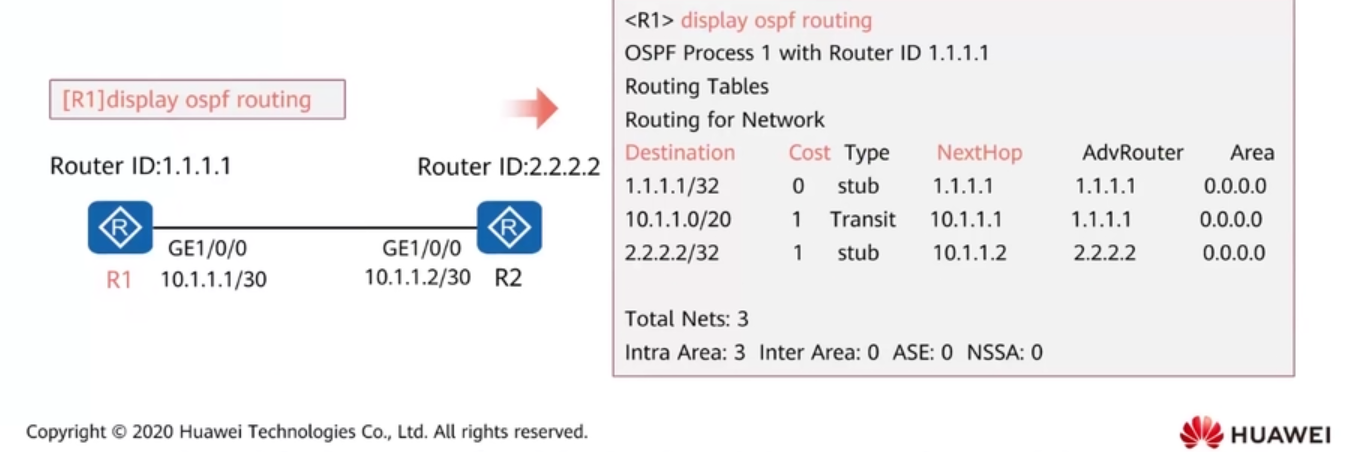 [R1]display ospf routing
Router ID:1.1.1.1
Router ID:2.2.2.2
R
R
GE1/0/0
GE1/0/0
R1
10.1.1.1/30
10.1.1.2/30
R2
<R1> display ospf routing
OSPF Process 1 with Router ID 1.1.1.1
Routing Tables
Routing for Network
Destination Cost Type NextHop AdvRouter Area
1.1.1.1/32 0 stub 1.1.1.1 1.1.1.1 0.0.0.0
10.1.1.0/20 1 Transit 10.1.1.1 1.1.1.1 0.0.0.0
2.2.2.2/32 1 stub 10.1.1.2 2.2.2.2 0.0.0.0
Total Nets: 3
Intra Area: 3 Inter Area: 0 ASE: 0 NSSA: 0
Copyright © 2020 Huawei Technologies Co., Ltd. All rights reserved.
HUAWEI